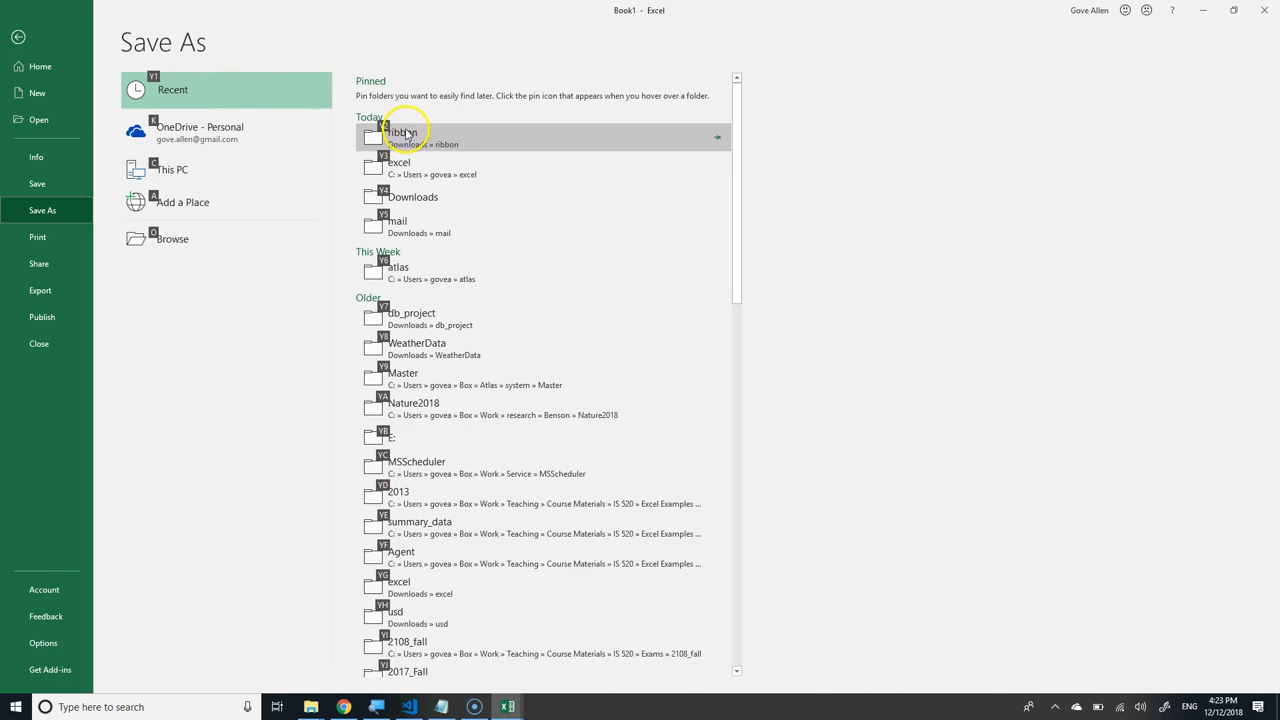 Book1 - Excel
Gove Allen
?
Save As
Home
New
Open
Info
Save
Save As
Print
Share
Export
Publish
Close
Account
Feedback
Options
Get Add-ins
Y1
Recent
K
OneDrive - Personal
gove.allen@gmail.com
C
This PC
A
Add a Place
O
Browse
Pinned
Pin folders you want to easily find later. Click the pin icon that appears when you hover over a folder.
Today
Y2
ribbon
Downloads » ribbon
Y3
excel
C: » Users » govea » excel
Y4
Downloads
Y5
mail
Downloads » mail
This Week
Y6
atlas
C: » Users » govea » atlas
Older
Y7
db_project
Downloads » db_project
Y8
WeatherData
Downloads » WeatherData
Y9
Master
C: » Users » govea » Box » Atlas » system » Master
YA
Nature2018
C: » Users » govea » Box » Work » research » Benson » Nature2018
YB
E:
YC
MSScheduler
C: » Users » govea » Box » Work » Service » MSScheduler
YD
2013
C: » Users » govea » Box » Work » Teaching » Course Materials » IS 520 » Excel Examples ...
YE
summary_data
C: » Users » govea » Box » Work » Teaching » Course Materials » IS 520 » Excel Examples ...
YF
Agent
C: » Users » govea » Box » Work » Teaching » Course Materials » IS 520 » Excel Examples ...
YG
excel
Downloads » excel
YH
usd
Downloads » usd
YI
2108_fall
C: » Users » govea » Box » Work » Teaching » Course Materials » IS 520 » Exams » 2108_fall
YJ
2017_Fall
Type here to search
4:23 PM
12/12/2018